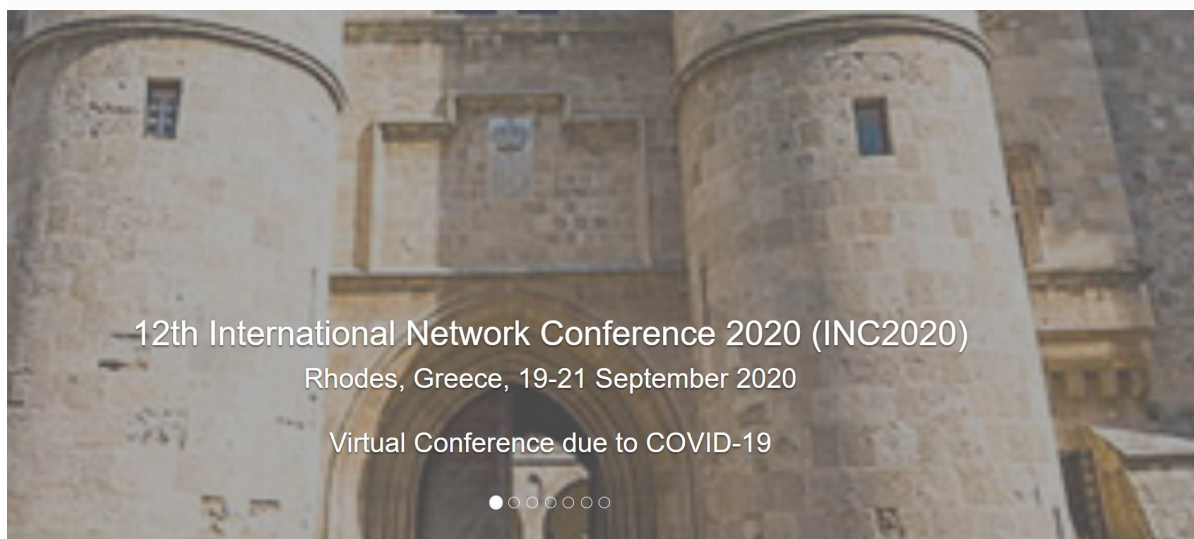 12th International Network Conference 2020 (INC2020)
Rhodes, Greece, 19-21 September 2020
Virtual Conference due to COVID-19